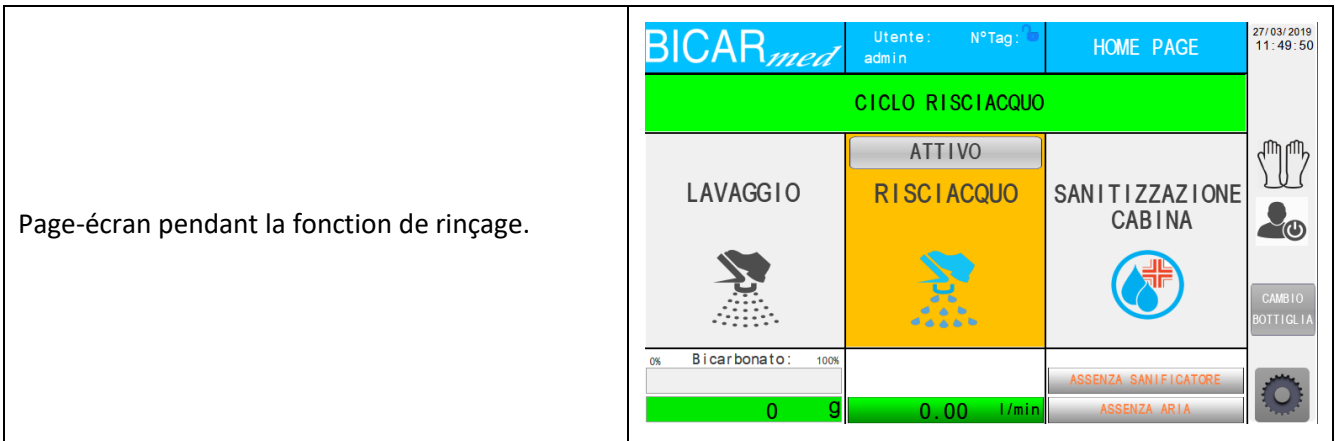 Page-écran pendant la fonction de rinçage.
BICARmed
Utente: N°Tag:
admin
HOME PAGE
27/03/2019
11:49:50
CICLO RISCIACQUO
ATTIVO
LAVAGGIO
RISCIACQUO
SANITIZZAZIONE
CABINA
CAMBIO
BOTTIGLIA
0% Bicarbonato: 100%
ASSENZA SANIFICATORE
0 g
0.00 l/min
ASSENZA ARIA